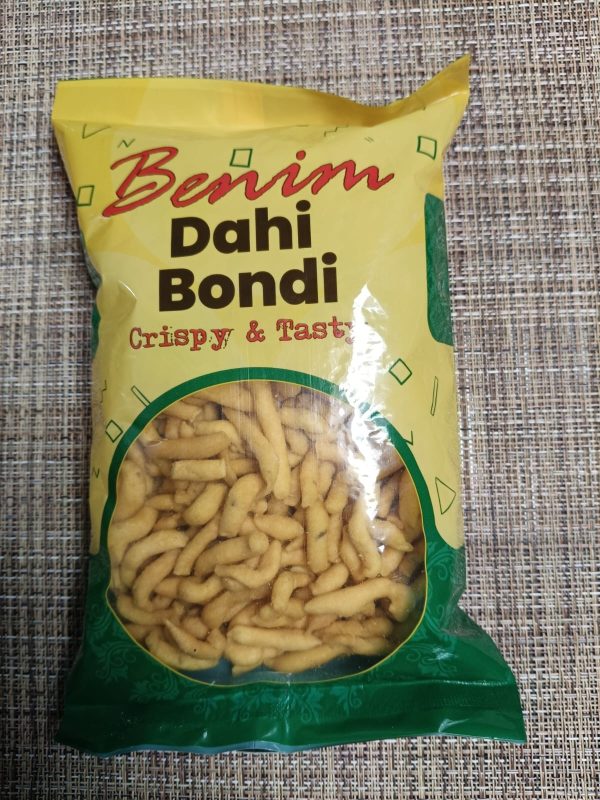 Benim
Dahi
Bondi
Crispy & Tasty